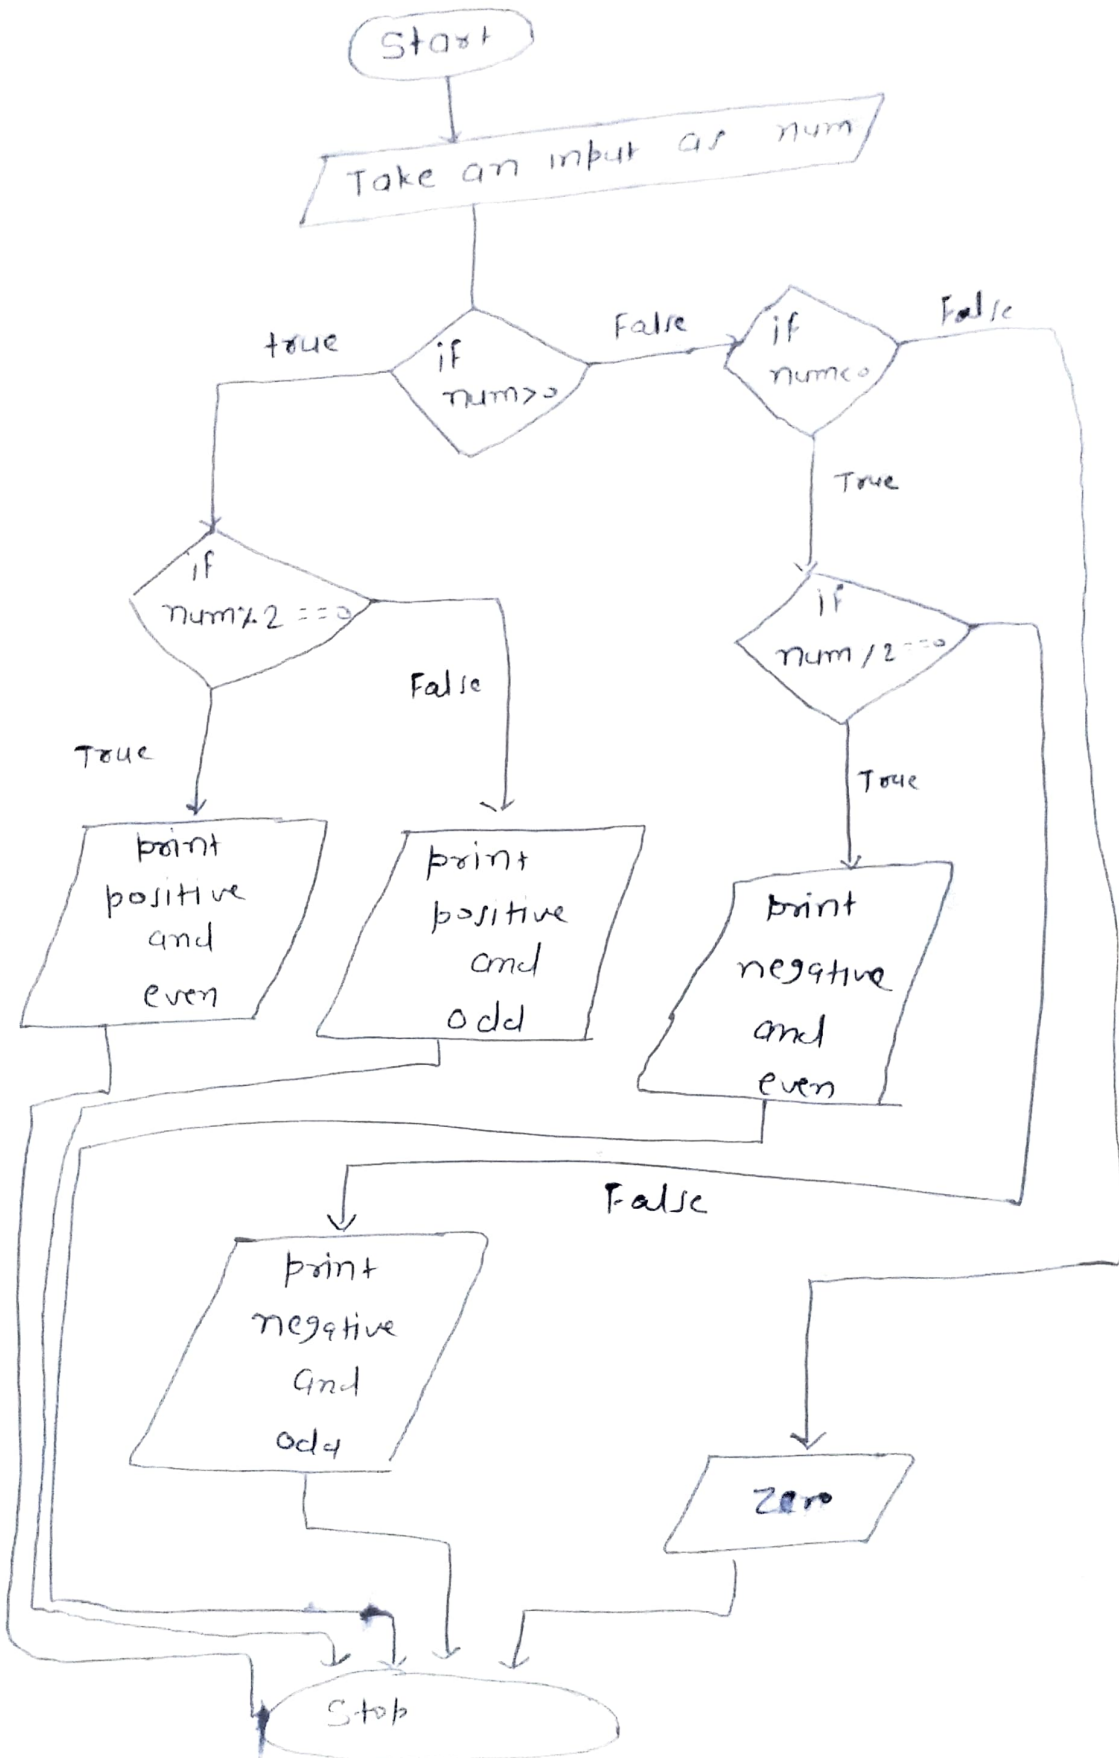 Start
Take an input as num
true
if
num>0
False
if
num<0
False
True
if
num%2 ==0
False
True
if
num/2==0
True
print
positive
and
even
print
positive
and
odd
print
negative
and
even
False
print
negative
and
odd
Zero
Stop